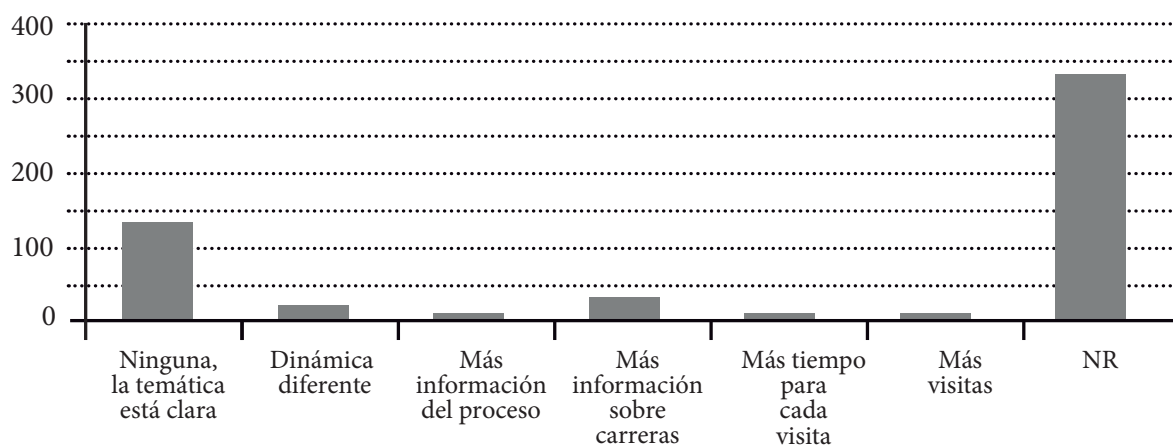 400
300
200
100
0
Ninguna,
la temática
está clara
Dinámica
diferente
Más
información
del proceso
Más
información
sobre
carreras
Más tiempo
para
cada
visita
Más
visitas
NR